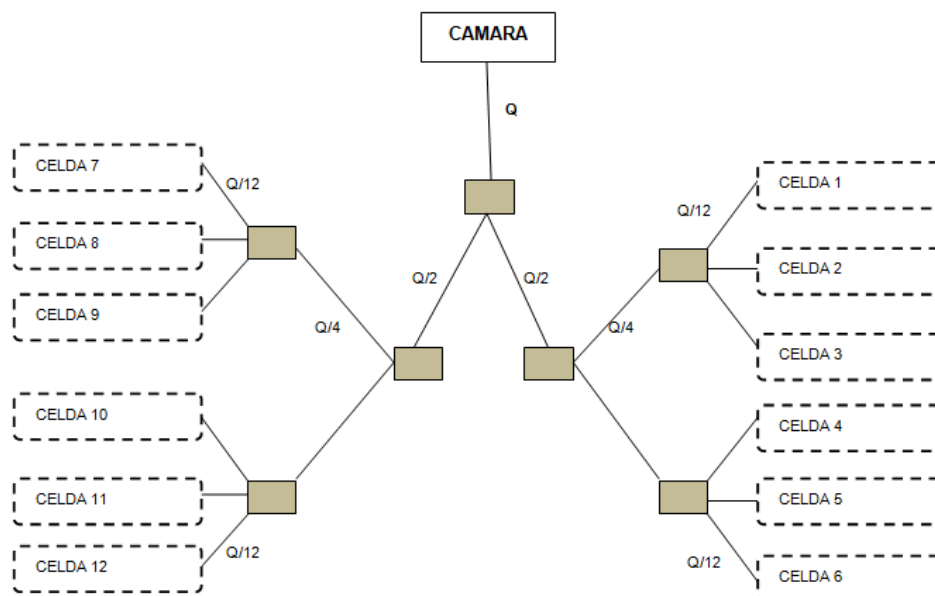 CAMARA
Q
CELDA 7
Q/12
CELDA 8
CELDA 9
Q/4
Q/2
Q/2
Q/12
CELDA 1
CELDA 2
Q/4
CELDA 3
CELDA 10
CELDA 11
Q/12
CELDA 12
CELDA 4
CELDA 5
Q/12
CELDA 6